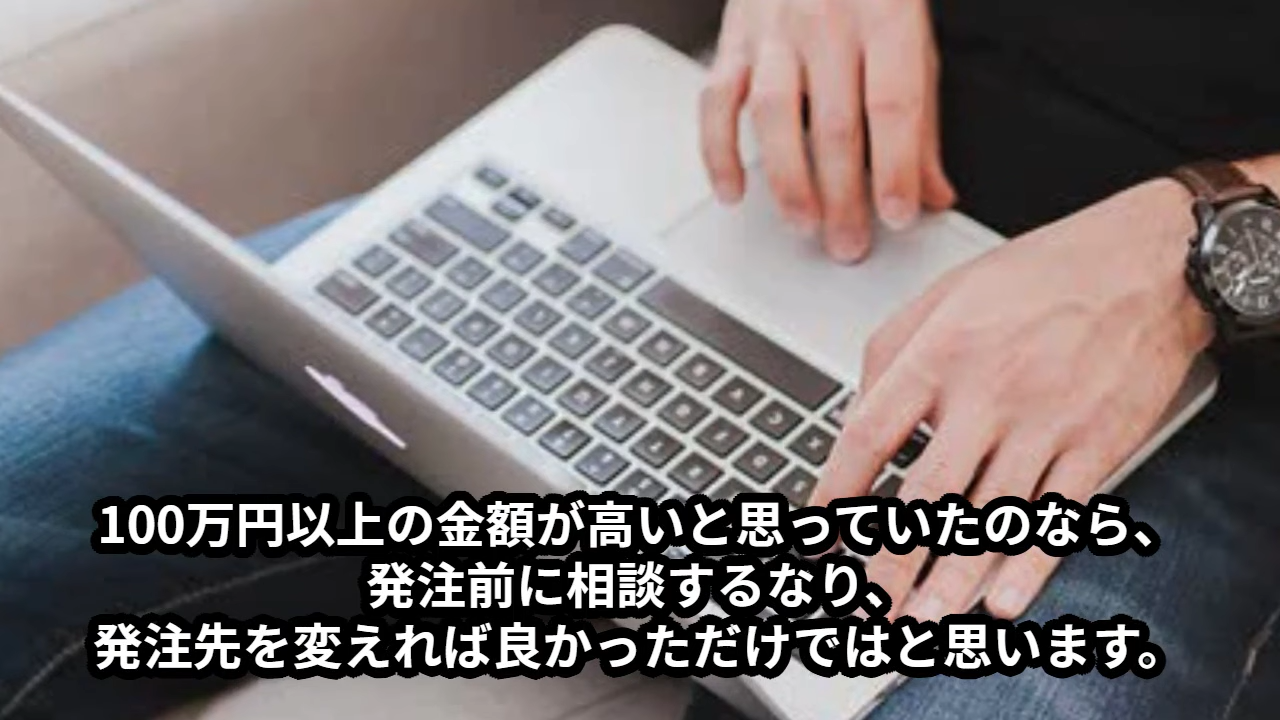 100万円以上の金額が高いと思っていたのなら、
発注前に相談するなり、
発注先を変えれば良かっただけではと思います。